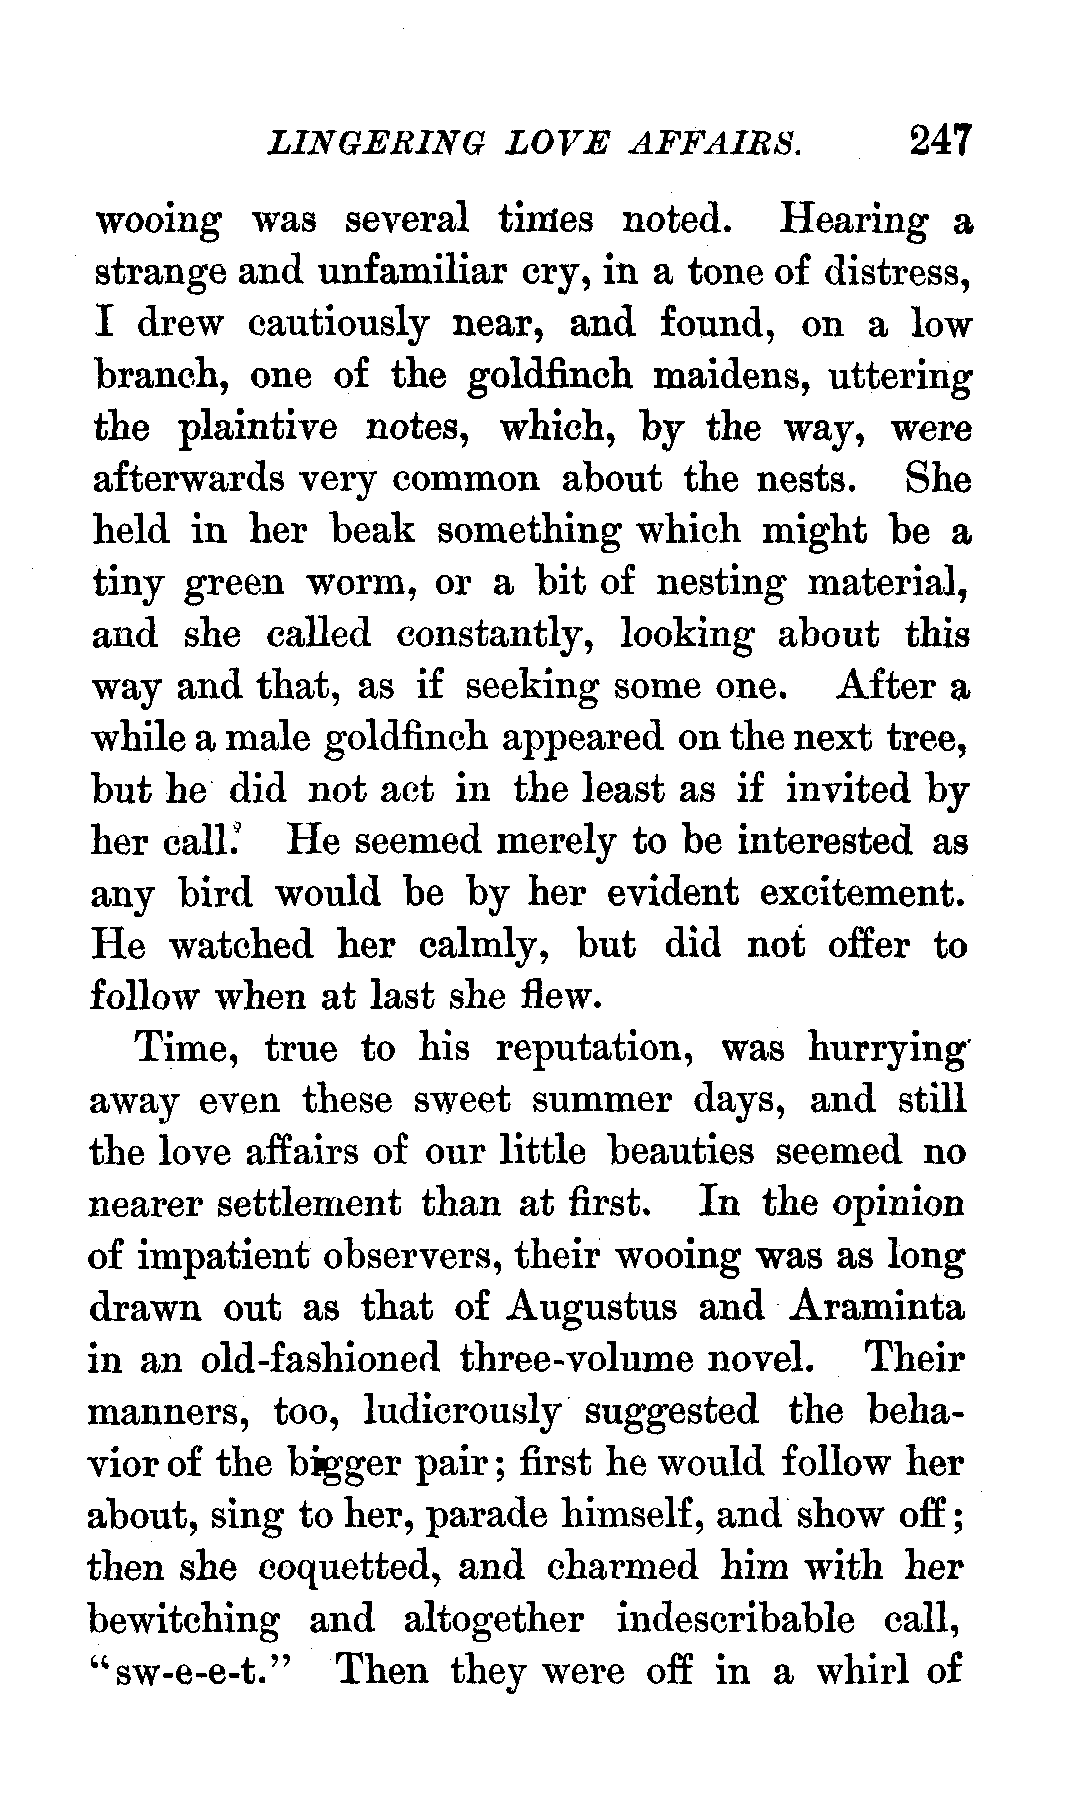 LINGERING LOVE AFFAIRS. 247
wooing was several times noted. Hearing a
strange and unfamiliar cry, in a tone of distress,
I drew cautiously near, and found, on a low
branch, one of the goldfinch maidens, uttering
the plaintive notes, which, by the way, were
afterwards very common about the nests. She
held in her beak something which might be a
tiny green worm, or a bit of nesting material,
and she called constantly, looking about this
way and that, as if seeking some one. After a
while a male goldfinch appeared on the next tree,
but he did not act in the least as if invited by
her call. He seemed merely to be interested as
any bird would be by her evident excitement.
He watched her calmly, but did not offer to
follow when at last she flew.
Time, true to his reputation, was hurrying
away even these sweet summer days, and still
the love affairs of our little beauties seemed no
nearer settlement than at first. In the opinion
of impatient observers, their wooing was as long
drawn out as that of Augustus and Araminta
in an old-fashioned three-volume novel. Their
manners, too, ludicrously suggested the beha-
vior of the bigger pair; first he would follow her
about, sing to her, parade himself, and show off;
then she coquetted, and charmed him with her
bewitching and altogether indescribable call,
"sw-e-e-t." Then they were off in a whirl of